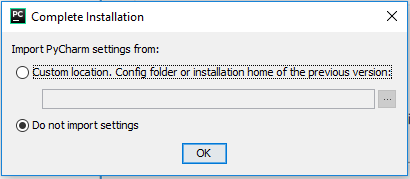 PC
Complete Installation
Import PyCharm settings from:
Custom location. Config folder or installation home of the previous version:
...
Do not import settings
OK